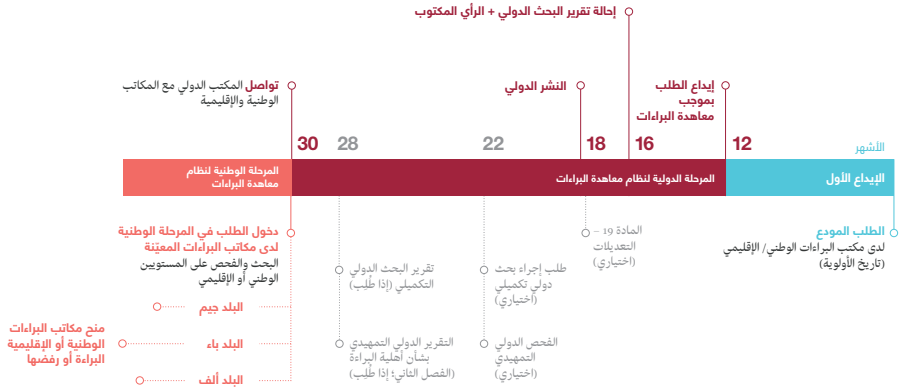 إحالة تقرير البحث الدولي + الرأي المكتوب
إيداع الطلب
بموجب
معاهدة البراءات
النشر الدولي
تواصل المكتب الدولي مع المكاتب
الوطنية والإقليمية
الأشهر
12
16
18
22
28
30
الإيداع الأول
المرحلة الدولية لنظام معاهدة البراءات
المرحلة الوطنية لنظام
معاهدة البراءات
الطلب المودع
لدى مكتب البراءات الوطني/ الإقليمي
(تاريخ الأولوية)
المادة 19 –
التعديلات
(اختياري)
طلب إجراء بحث
دولي تكميلي
(اختياري)
الفحص الدولي
التمهيدي
(اختياري)
تقرير البحث الدولي
التكميلي (إذا طُلِب)
التقرير الدولي التمهيدي
بشأن أهلية البراءة
(الفصل الثاني؛ إذا طُلِب)
دخول الطلب في المرحلة الوطنية
لدى مكاتب البراءات المعيّنة
البحث والفحص على المستويين
الوطني أو الإقليمي
البلد جيم
البلد باء
البلد ألف
منح مكاتب البراءات
الوطنية أو الإقليمية
البراءة أو رفضها